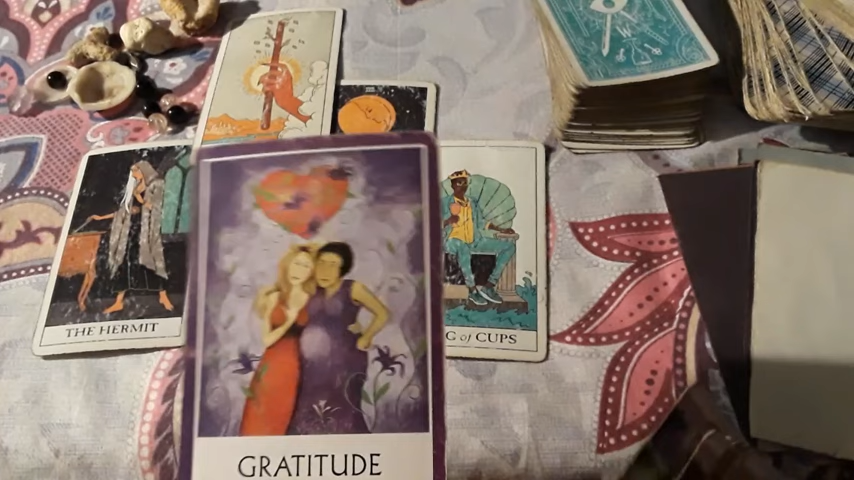 THE HERMIT
G of CUPS
GRATITUDE
W